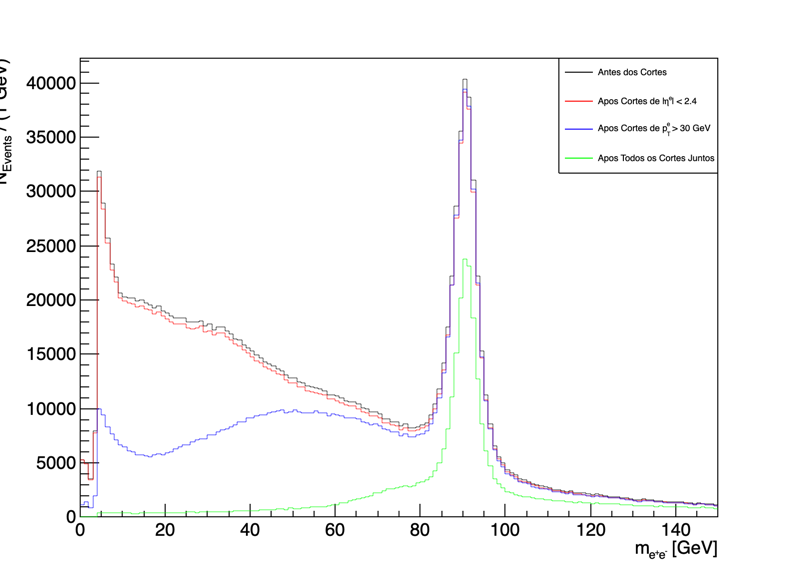 N_Events / (1 GeV)
40000
35000
30000
25000
20000
15000
10000
5000
0
0 20 40 60 80 100 120 140
m_e⁺e⁻ [GeV]
Antes dos Cortes
Apos Cortes de |η^e| < 2.4
Apos Cortes de p_T^e > 30 GeV
Apos Todos os Cortes Juntos